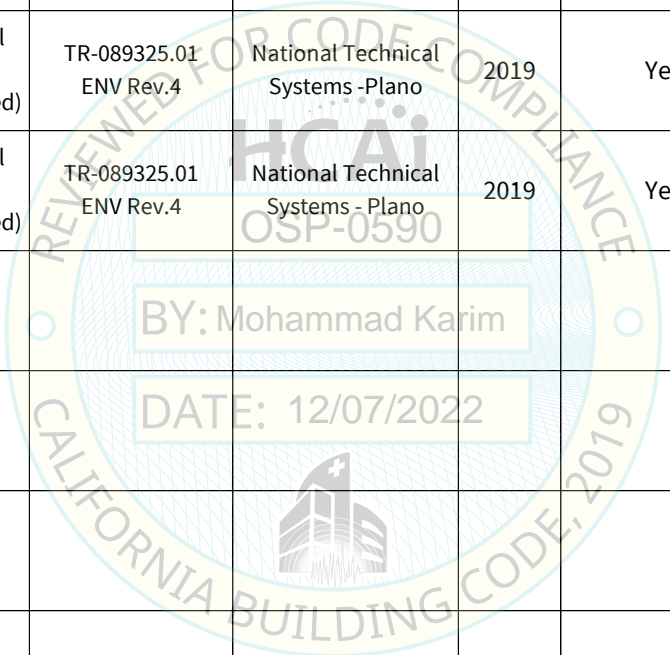 TR-089325.01
ENV Rev.4
National Technical
Systems -Plano
2019
TR-089325.01
ENV Rev.4
National Technical
Systems - Plano
2019
REVIEWED FOR CODE COMPLIANCE
HCAi
OSP-0590
BY: Mohammad Karim
DATE: 12/07/2022
CALIFORNIA BUILDING CODE, 2019